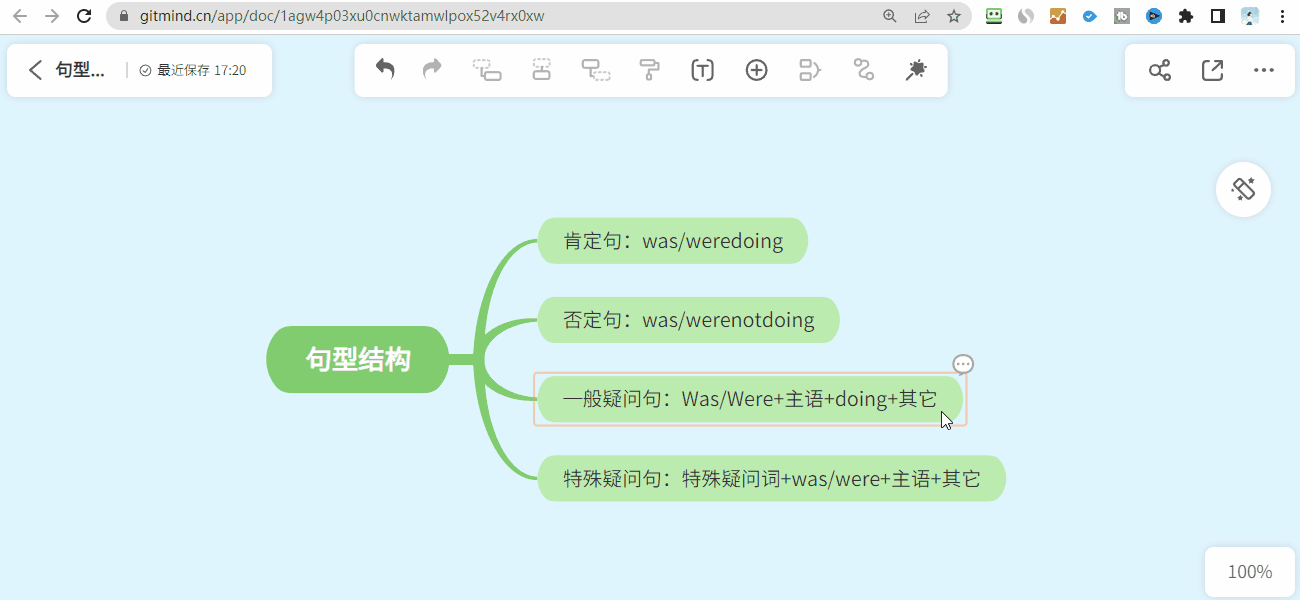 gitmind.cn/app/doc/1agw4p03xu0cnwktamwlpox52v4rx0xw
句型...
最近保存 17:20
肯定句：was/weredoing
否定句：was/werenotdoing
句型结构
一般疑问句：Was/Were+主语+doing+其它
特殊疑问句：特殊疑问词+was/were+主语+其它
100%